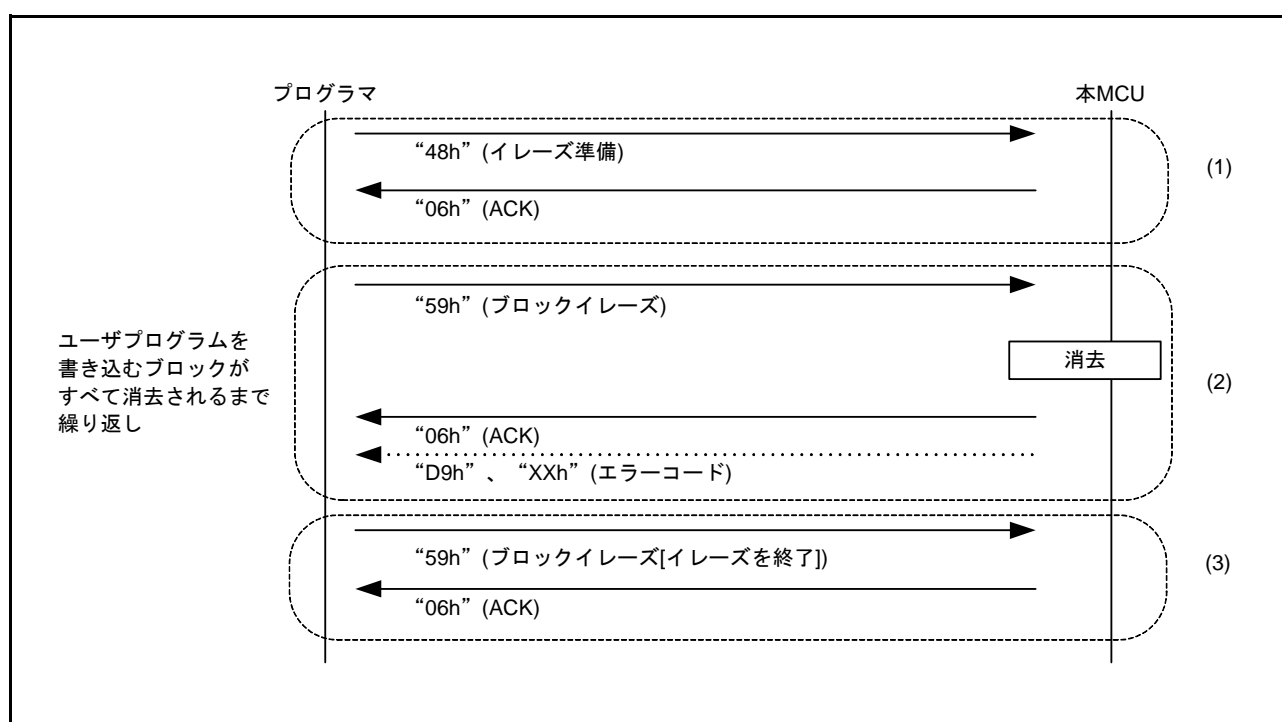 プログラマ
本MCU
“48h” (イレーズ準備)
“06h” (ACK)
(1)
“59h” (ブロックイレーズ)
ユーザプログラムを
書き込むブロックが
すべて消去されるまで
繰り返し
消去
“06h” (ACK)
“D9h” 、 “XXh” (エラーコード)
(2)
“59h” (ブロックイレーズ[イレーズを終了])
“06h” (ACK)
(3)